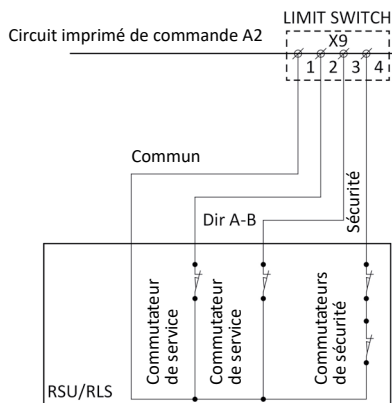 LIMIT SWITCH
Circuit imprimé de commande A2
X9
1 2 3 4
Commun
Dir A-B
Sécurité
Commutateur
de service
Commutateur
de service
Commutateurs
de sécurité
RSU/RLS